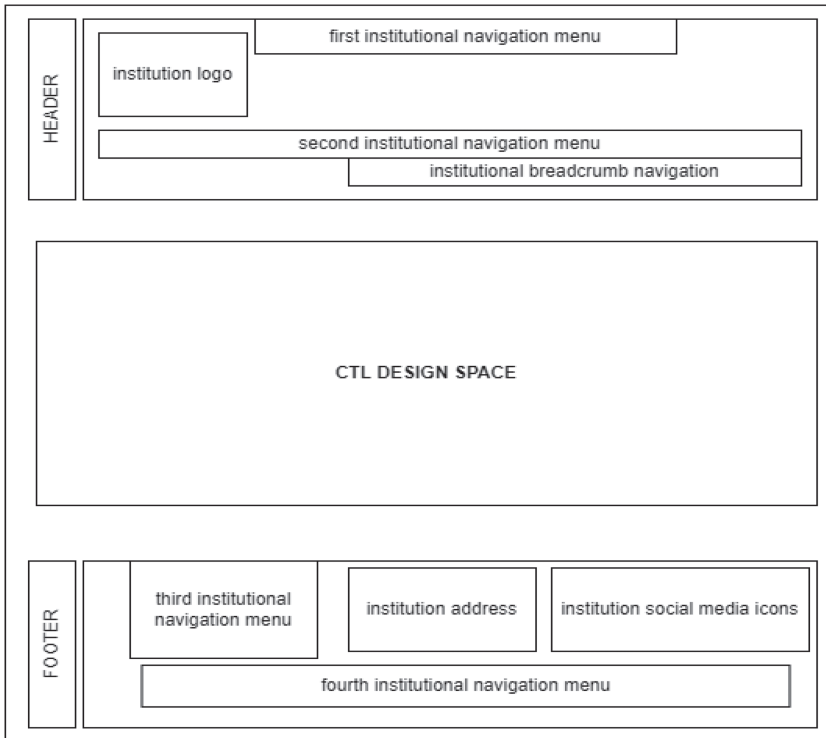 HEADER
first institutional navigation menu
institution logo
second institutional navigation menu
institutional breadcrumb navigation
CTL DESIGN SPACE
FOOTER
third institutional
navigation menu
institution address
institution social media icons
fourth institutional navigation menu